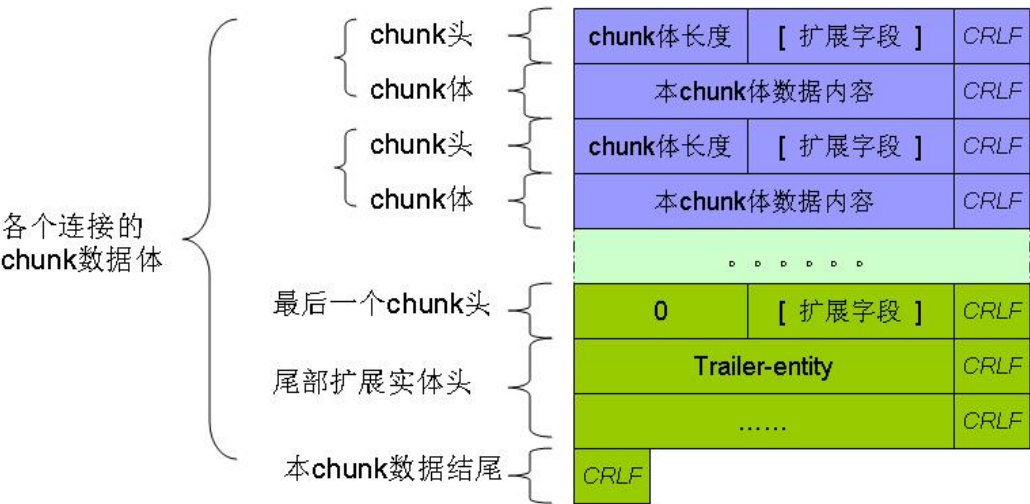 chunk头 chunk体长度 [ 扩展字段 ] CRLF
chunk体 本chunk体数据内容 CRLF
chunk头 chunk体长度 [ 扩展字段 ] CRLF
chunk体 本chunk体数据内容 CRLF
各个连接的
chunk数据体
。。。。。。
最后一个chunk头 0 [ 扩展字段 ] CRLF
尾部扩展实体头 Trailer-entity CRLF
…… CRLF
本chunk数据结尾 CRLF